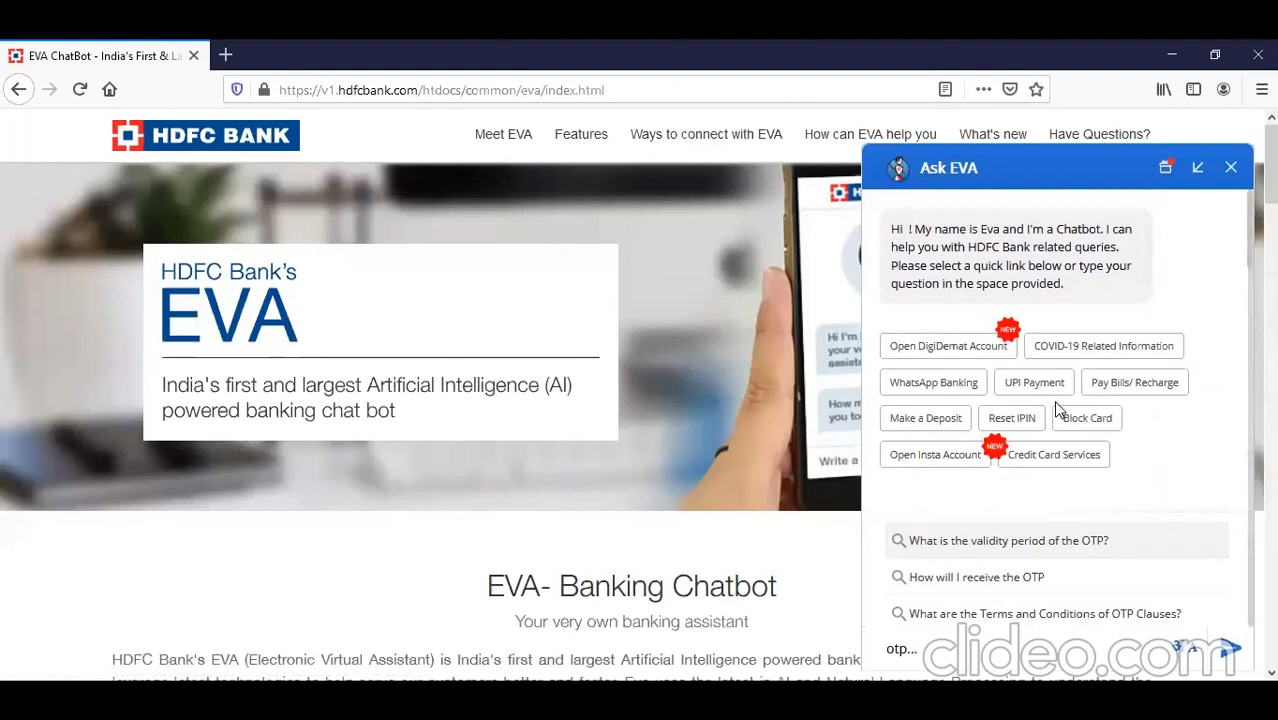 EVA ChatBot - India's First & La
https://v1.hdfcbank.com/htdocs/common/eva/index.html
HDFC BANK
Meet EVA Features Ways to connect with EVA How can EVA help you What's new Have Questions?
HDFC Bank's
EVA
India's first and largest Artificial Intelligence (AI)
powered banking chat bot
HDFC
Hi I'm
your v
assista
How m
you to
Write a
EVA- Banking Chatbot
Your very own banking assistant
HDFC Bank's EVA (Electronic Virtual Assistant) is India's first and largest Artificial Intelligence powered bank
Ask EVA
Hi ! My name is Eva and I'm a Chatbot. I can
help you with HDFC Bank related queries.
Please select a quick link below or type your
question in the space provided.
NEW
Open DigiDemat Account COVID-19 Related Information
WhatsApp Banking UPI Payment Pay Bills/ Recharge
Make a Deposit Reset IPIN Block Card
NEW
Open Insta Account Credit Card Services
What is the validity period of the OTP?
How will I receive the OTP
What are the Terms and Conditions of OTP Clauses?
otp...
clideo.com